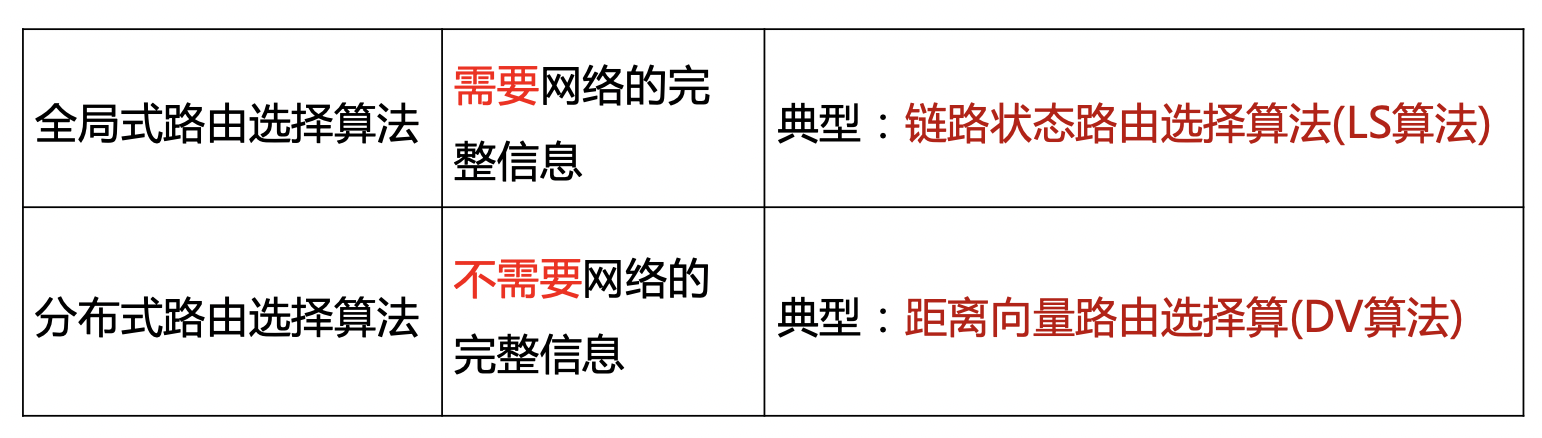 全局式路由选择算法
需要网络的完
整信息
典型：链路状态路由选择算法(LS算法)
分布式路由选择算法
不需要网络的
完整信息
典型：距离向量路由选择算(DV算法)